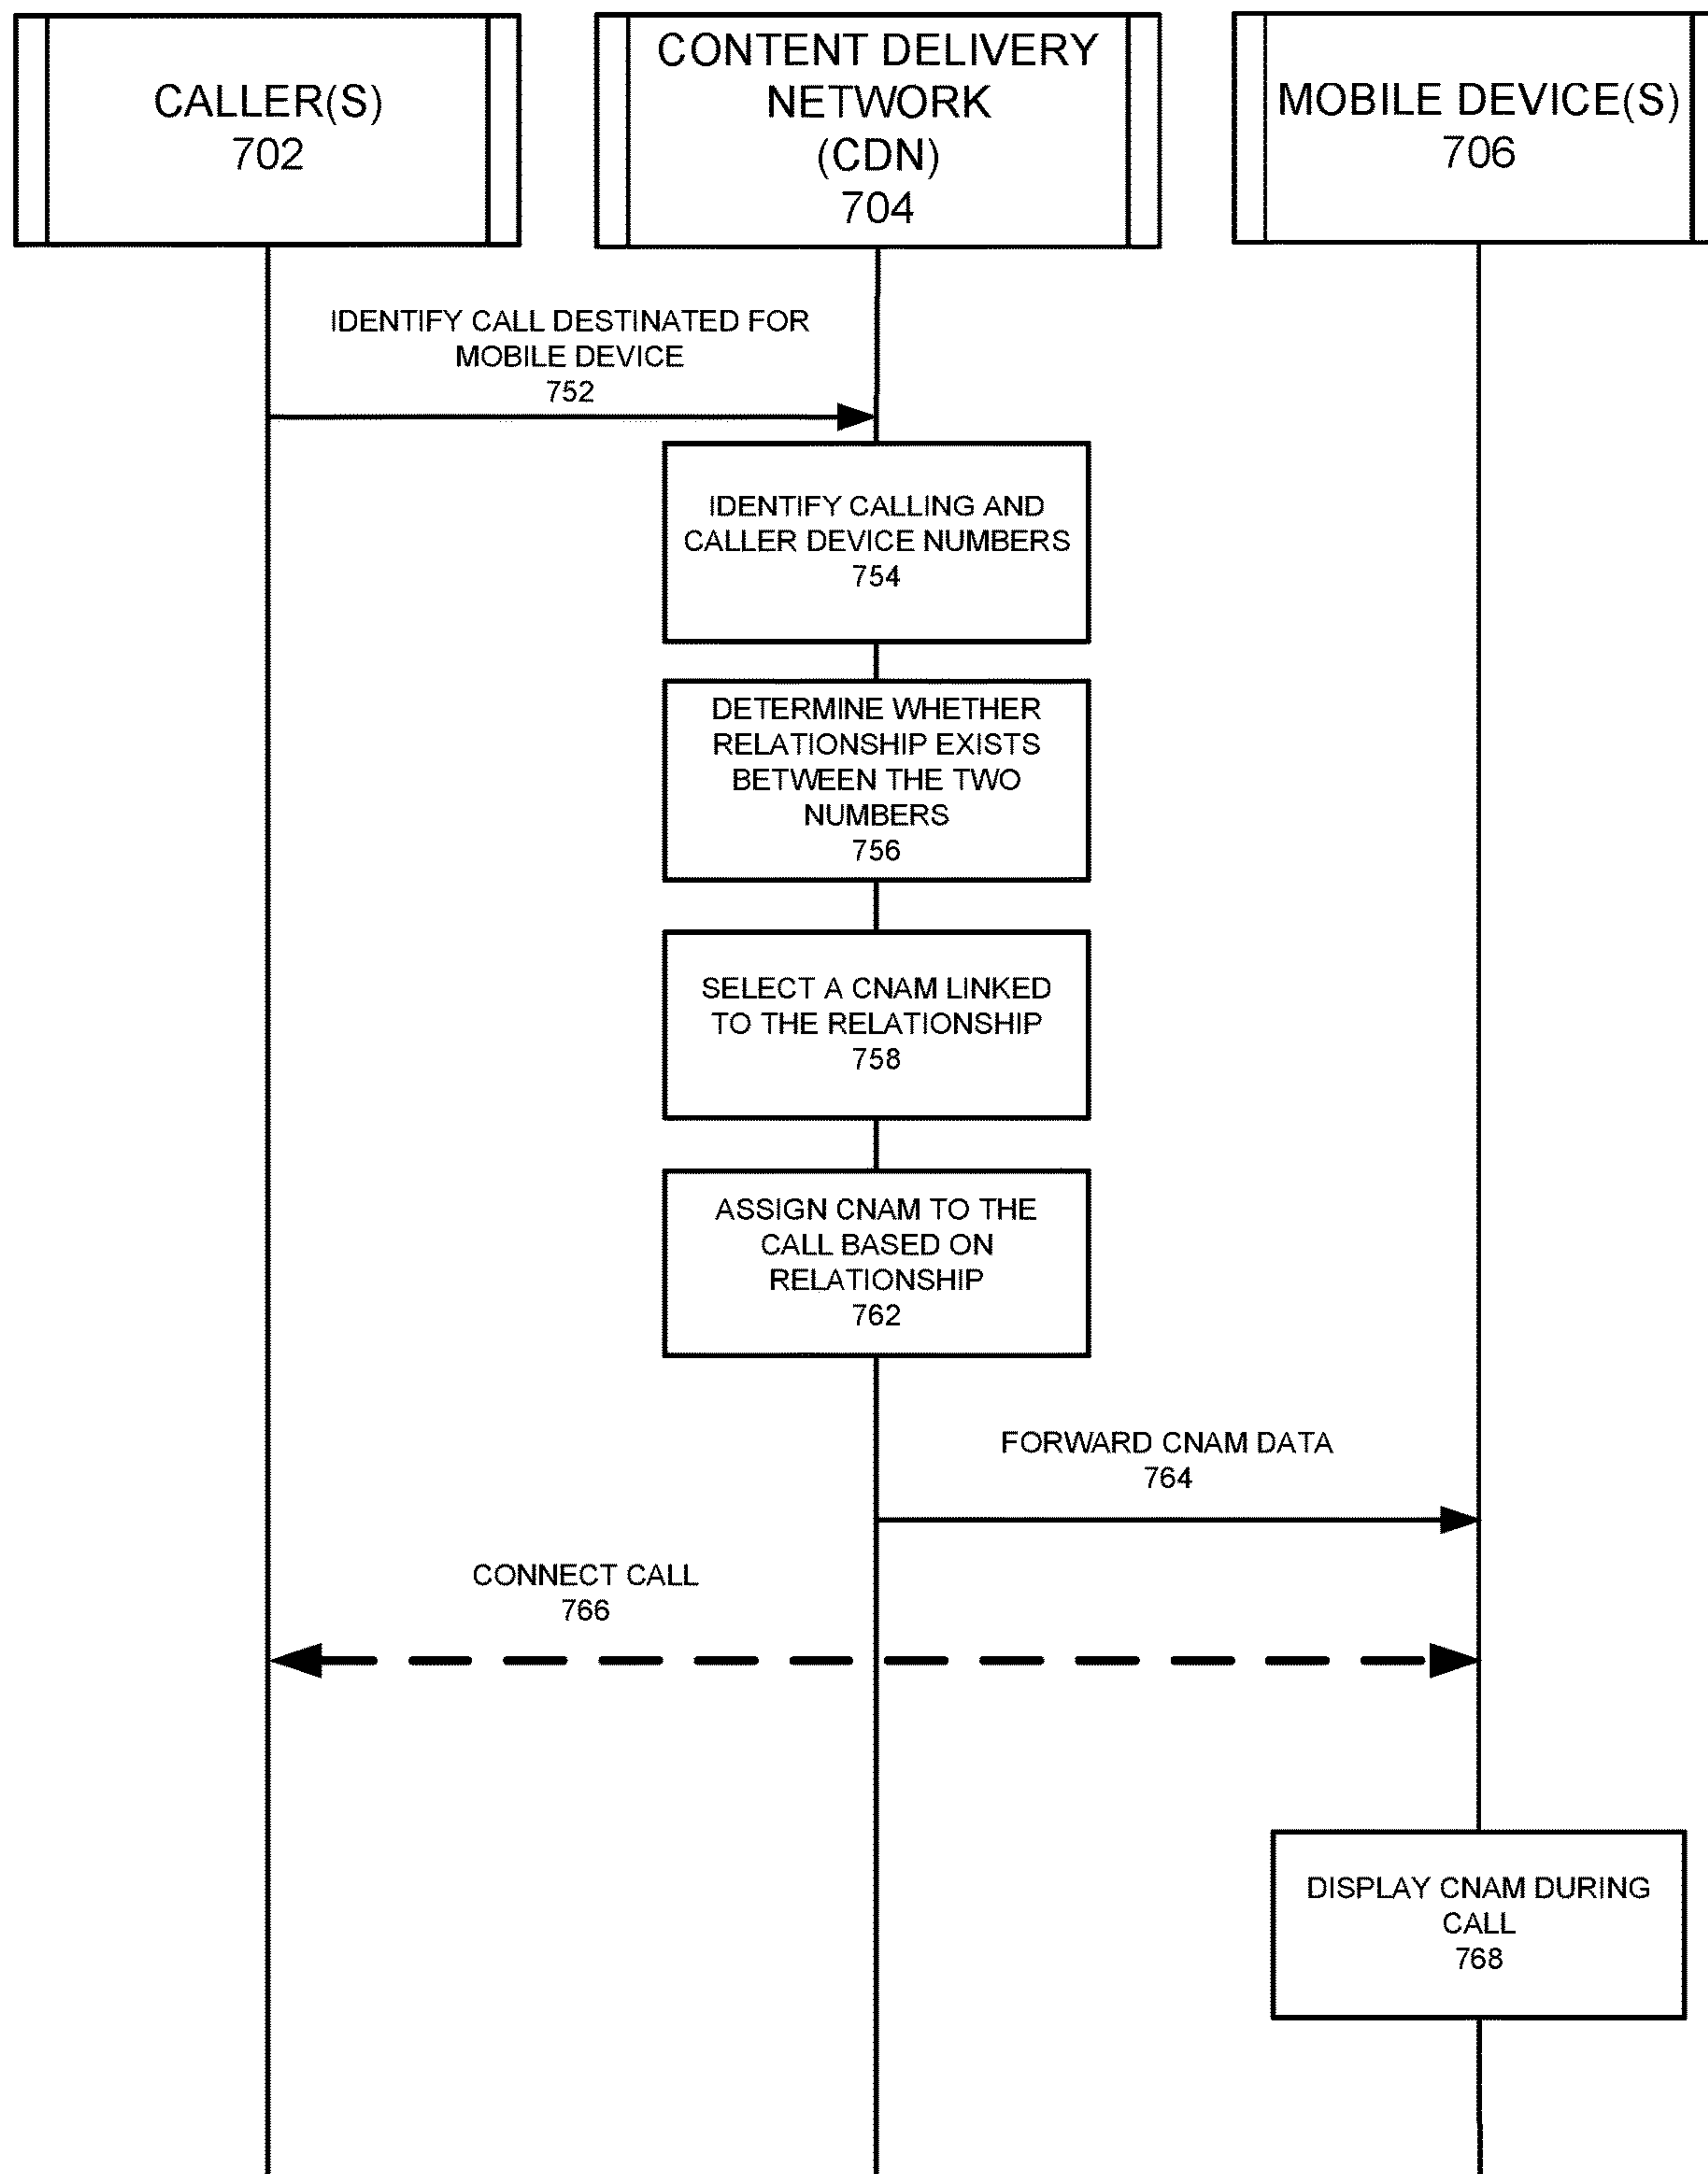 CALLER(S)
702
CONTENT DELIVERY
NETWORK
(CDN)
704
MOBILE DEVICE(S)
706
IDENTIFY CALL DESTINATED FOR
MOBILE DEVICE
752
IDENTIFY CALLING AND
CALLER DEVICE NUMBERS
754
DETERMINE WHETHER
RELATIONSHIP EXISTS
BETWEEN THE TWO
NUMBERS
756
SELECT A CNAM LINKED
TO THE RELATIONSHIP
758
ASSIGN CNAM TO THE
CALL BASED ON
RELATIONSHIP
762
FORWARD CNAM DATA
764
CONNECT CALL
766
DISPLAY CNAM DURING
CALL
768